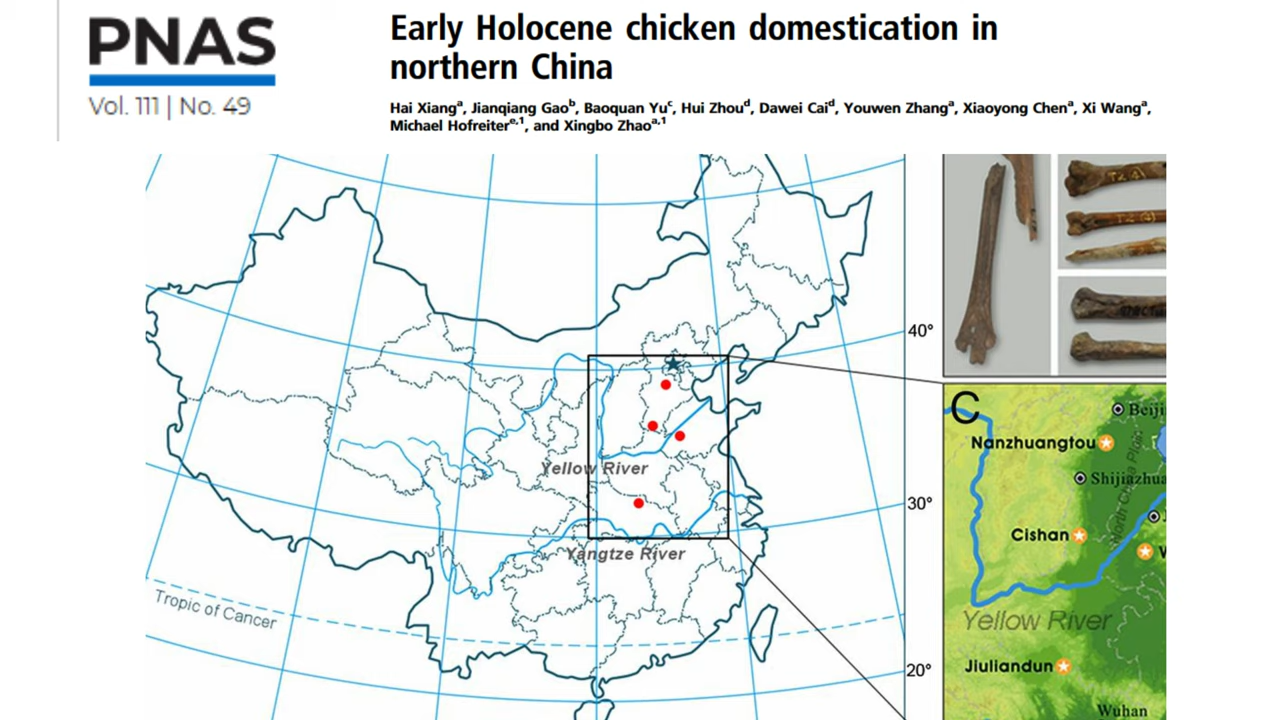 PNAS
Vol. 111 | No. 49
Early Holocene chicken domestication in
northern China
Hai Xiangᵃ, Jianqiang Gaoᵇ, Baoquan Yuᶜ, Hui Zhouᵈ, Dawei Caiᵈ, Youwen Zhangᵃ, Xiaoyong Chenᵃ, Xi Wangᵃ,
Michael Hofreiterᵉ,¹, and Xingbo Zhaoᵃ,¹
40°
Yellow River
30°
Yangtze River
Tropic of Cancer
20°
C
Nanzhuangtou
Cishan
Yellow River
Jiuliandun
Wuhan